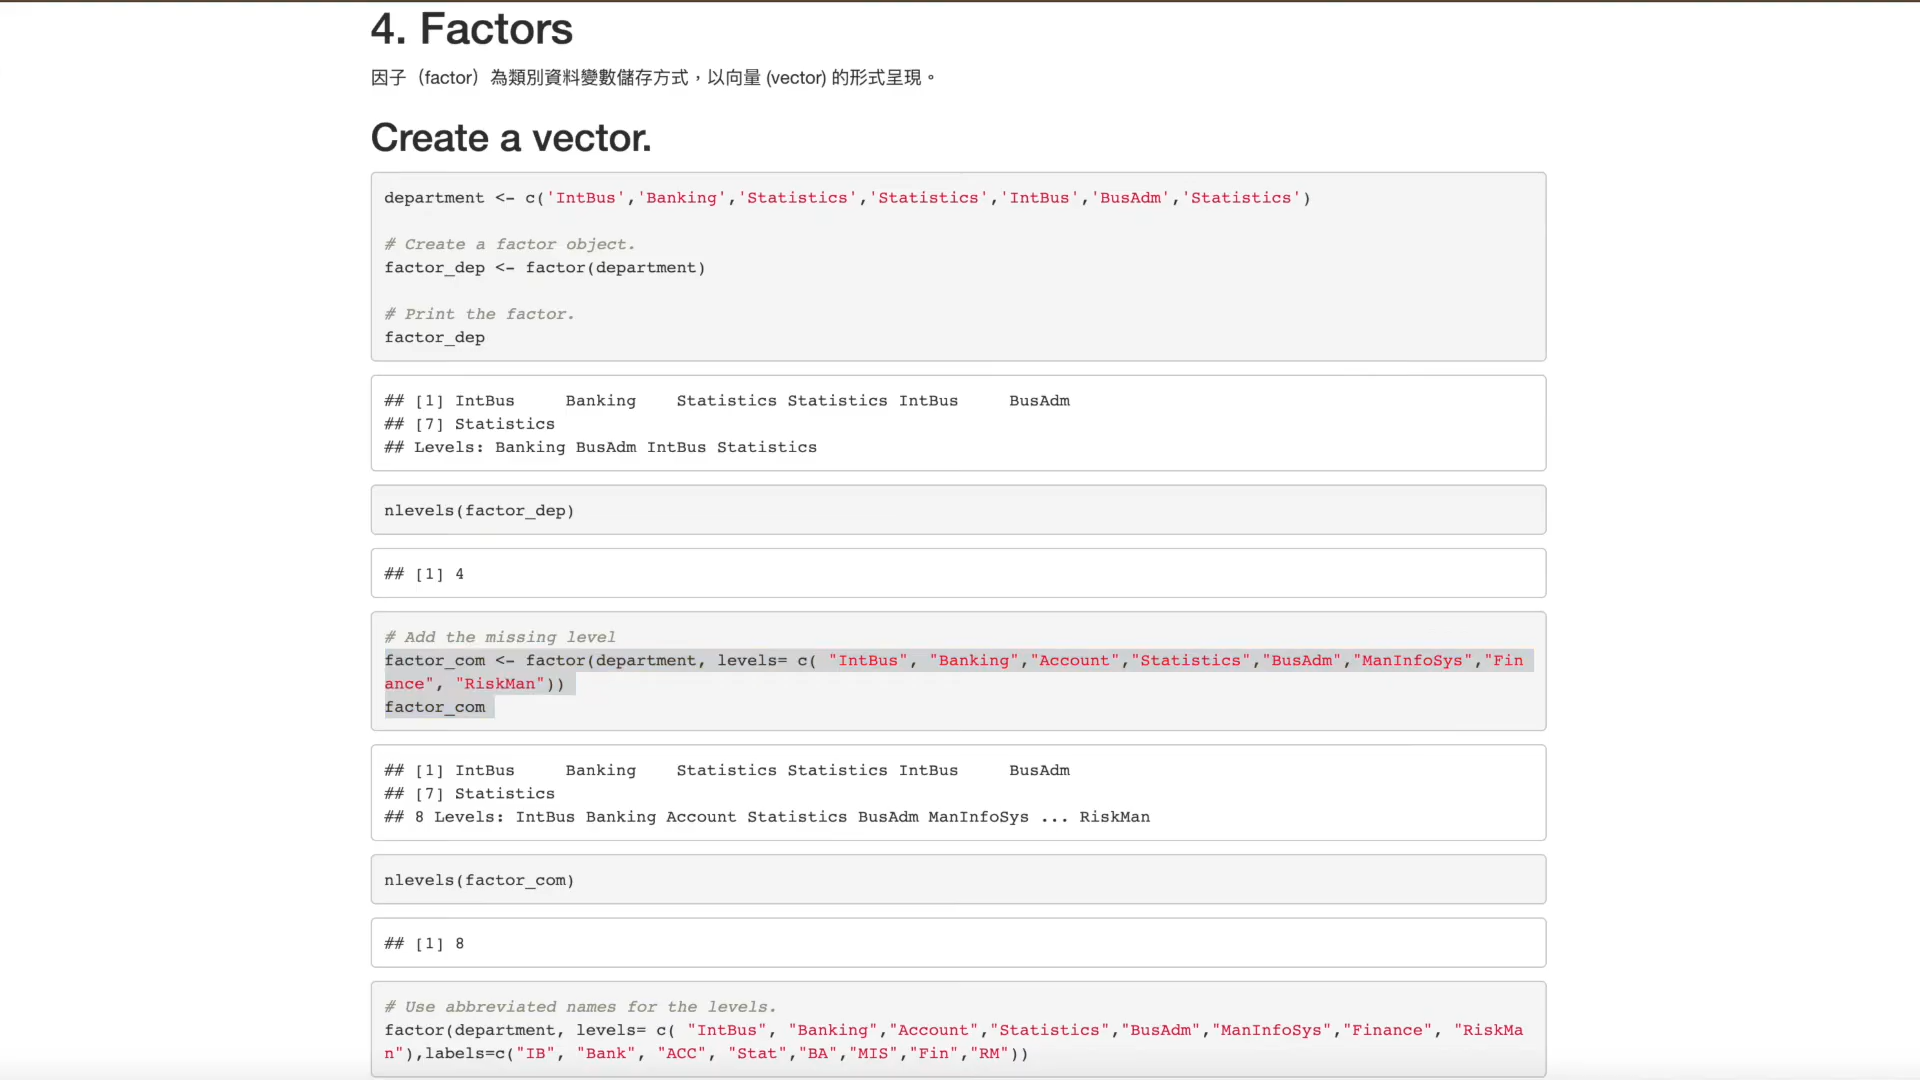 4. Factors
因子（factor）為類別資料變數儲存方式，以向量 (vector) 的形式呈現。
Create a vector.
department <- c('IntBus','Banking','Statistics','Statistics','IntBus','BusAdm','Statistics')
# Create a factor object.
factor_dep <- factor(department)
# Print the factor.
factor_dep
## [1] IntBus     Banking    Statistics Statistics IntBus     BusAdm
## [7] Statistics
## Levels: Banking BusAdm IntBus Statistics
nlevels(factor_dep)
## [1] 4
# Add the missing level
factor_com <- factor(department, levels= c( "IntBus", "Banking","Account","Statistics","BusAdm","ManInfoSys","Fin
ance", "RiskMan"))
factor_com
## [1] IntBus     Banking    Statistics Statistics IntBus     BusAdm
## [7] Statistics
## 8 Levels: IntBus Banking Account Statistics BusAdm ManInfoSys ... RiskMan
nlevels(factor_com)
## [1] 8
# Use abbreviated names for the levels.
factor(department, levels= c( "IntBus", "Banking","Account","Statistics","BusAdm","ManInfoSys","Finance", "RiskMa
n"),labels=c("IB", "Bank", "ACC", "Stat","BA","MIS","Fin","RM"))